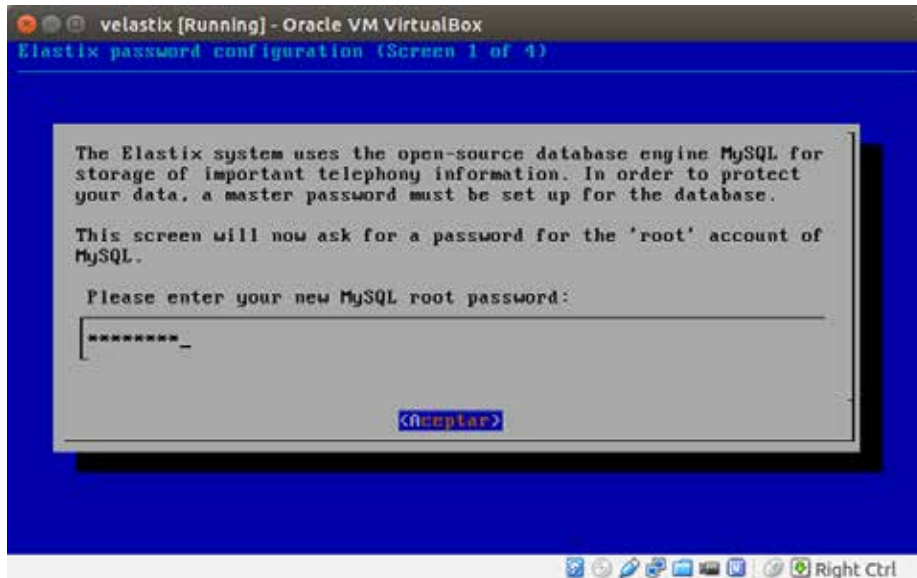 velastix [Running] - Oracle VM VirtualBox
Elastix password configuration (Screen 1 of 4)
The Elastix system uses the open-source database engine MySQL for
storage of important telephony information. In order to protect
your data, a master password must be set up for the database.
This screen will now ask for a password for the 'root' account of
MySQL.
Please enter your new MySQL root password:
********_
<Aceptar>
Right Ctrl